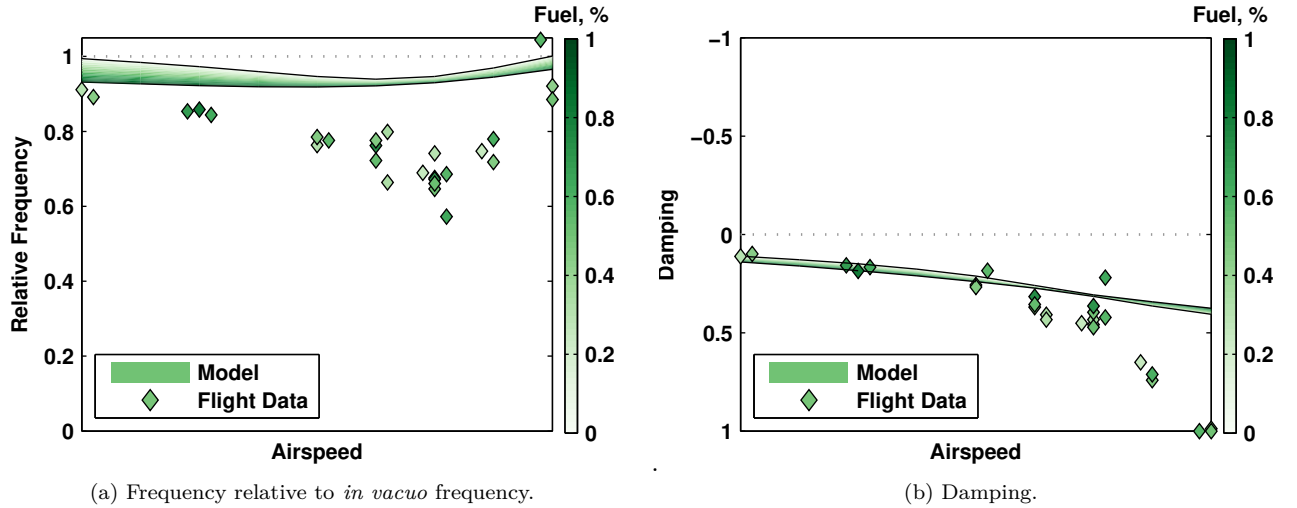 Fuel, %
1
0.8
0.6
0.4
0.2
0
Relative Frequency
1
0.8
0.6
0.4
0.2
0
Model
Flight Data
Airspeed
(a) Frequency relative to in vacuo frequency.
.
Fuel, %
1
0.8
0.6
0.4
0.2
0
Damping
−1
−0.5
0
0.5
1
Model
Flight Data
Airspeed
(b) Damping.